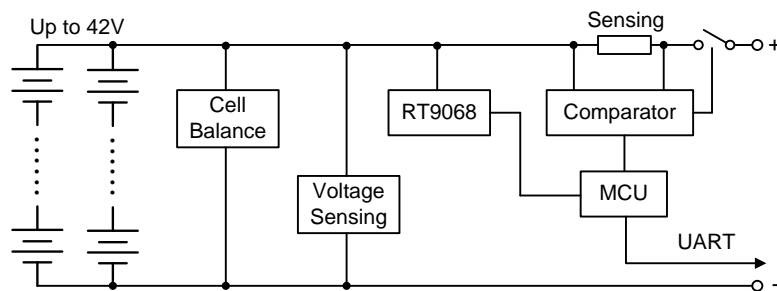 Up to 42V
Sensing
+
Cell
Balance
RT9068
Comparator
Voltage
Sensing
MCU
UART
-